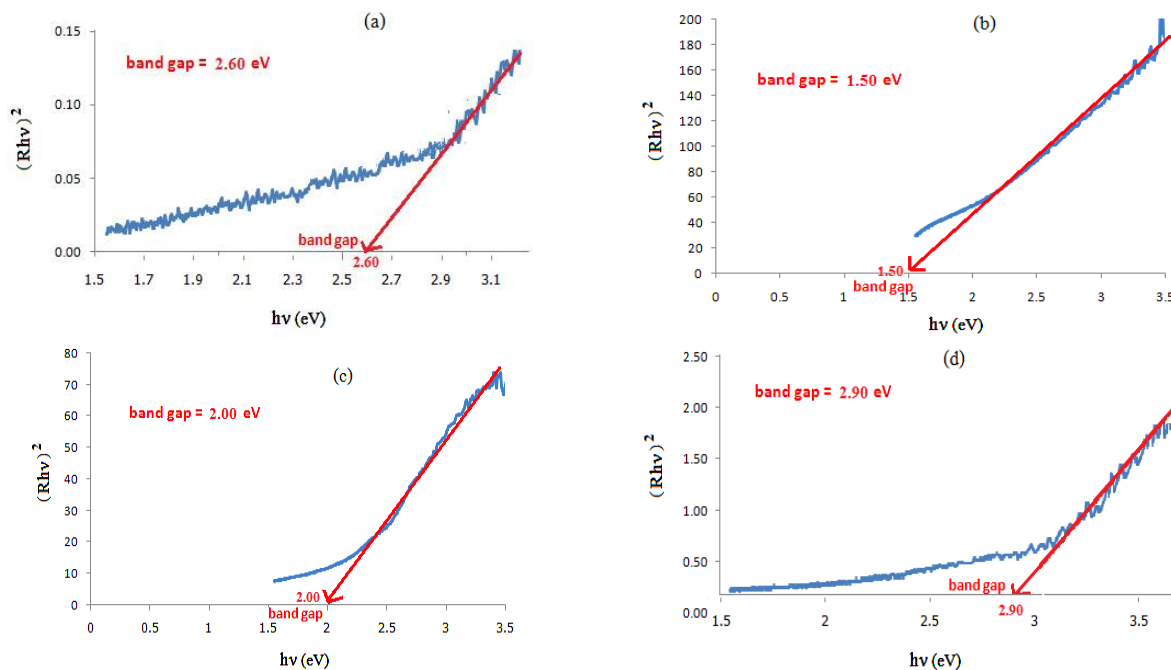 (a)
band gap = 2.60 eV
(Rhν)²
0.15
0.10
0.05
0.00
band gap
2.60
1.5 1.7 1.9 2.1 2.3 2.5 2.7 2.9 3.1
hν (eV)
(b)
band gap = 1.50 eV
(Rhν)²
200
180
160
140
120
100
80
60
40
20
0
1.50
band gap
0 0.5 1 1.5 2 2.5 3 3.5
hν (eV)
(c)
band gap = 2.00 eV
(Rhν)²
80
70
60
50
40
30
20
10
0
2.00
band gap
0 0.5 1 1.5 2 2.5 3 3.5
hν (eV)
(d)
band gap = 2.90 eV
(Rhν)²
2.50
2.00
1.50
1.00
0.50
0.00
band gap
2.90
1.5 2 2.5 3 3.5
hν (eV)